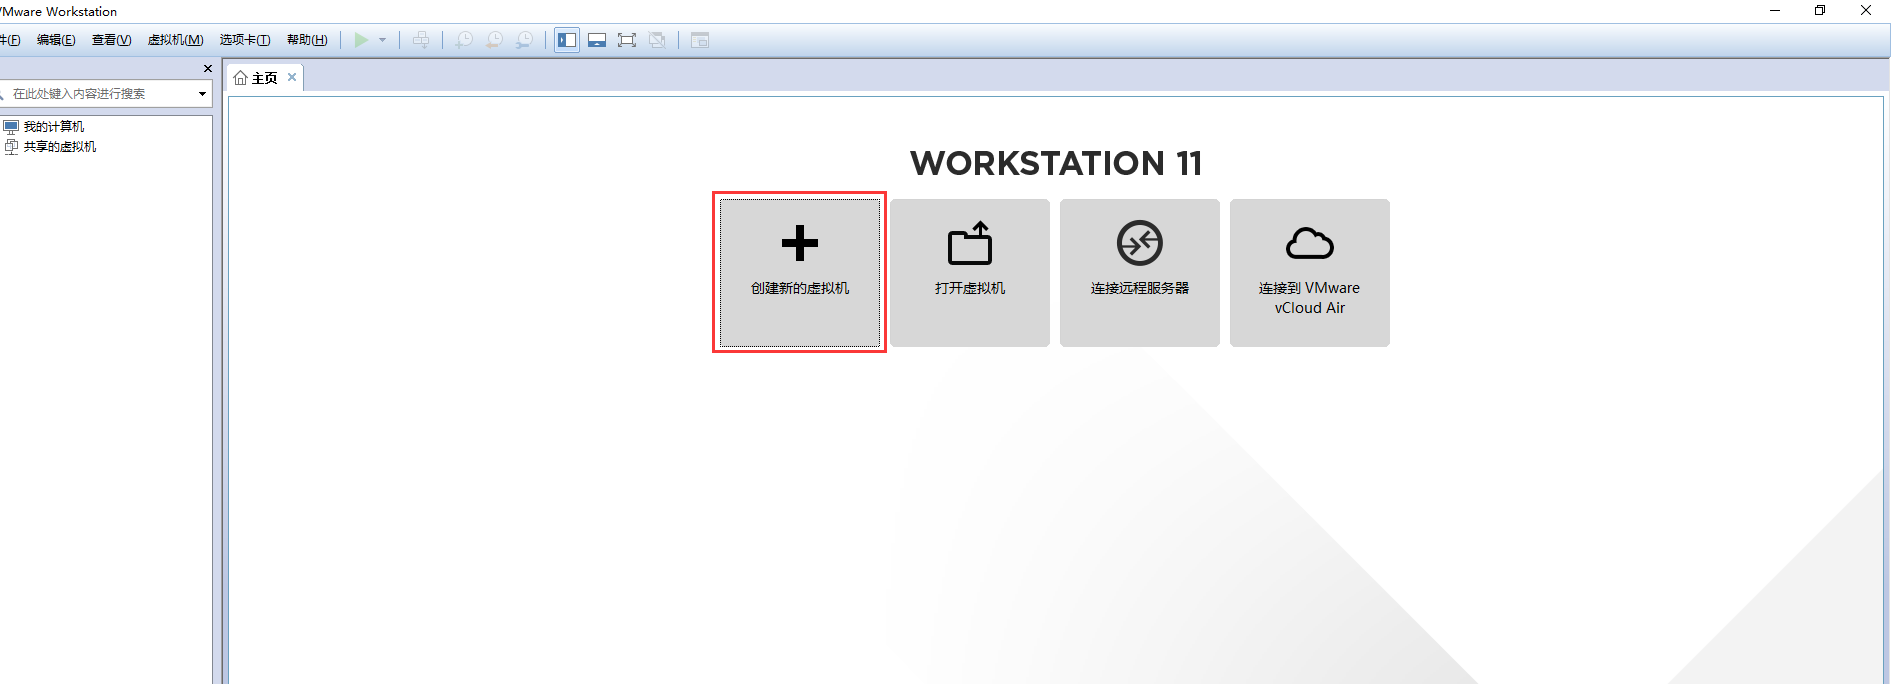 VMware Workstation
件(F) 编辑(E) 查看(V) 虚拟机(M) 选项卡(T) 帮助(H)
主页
在此处键入内容进行搜索
我的计算机
共享的虚拟机
WORKSTATION 11
创建新的虚拟机
打开虚拟机
连接远程服务器
连接到 VMware
vCloud Air